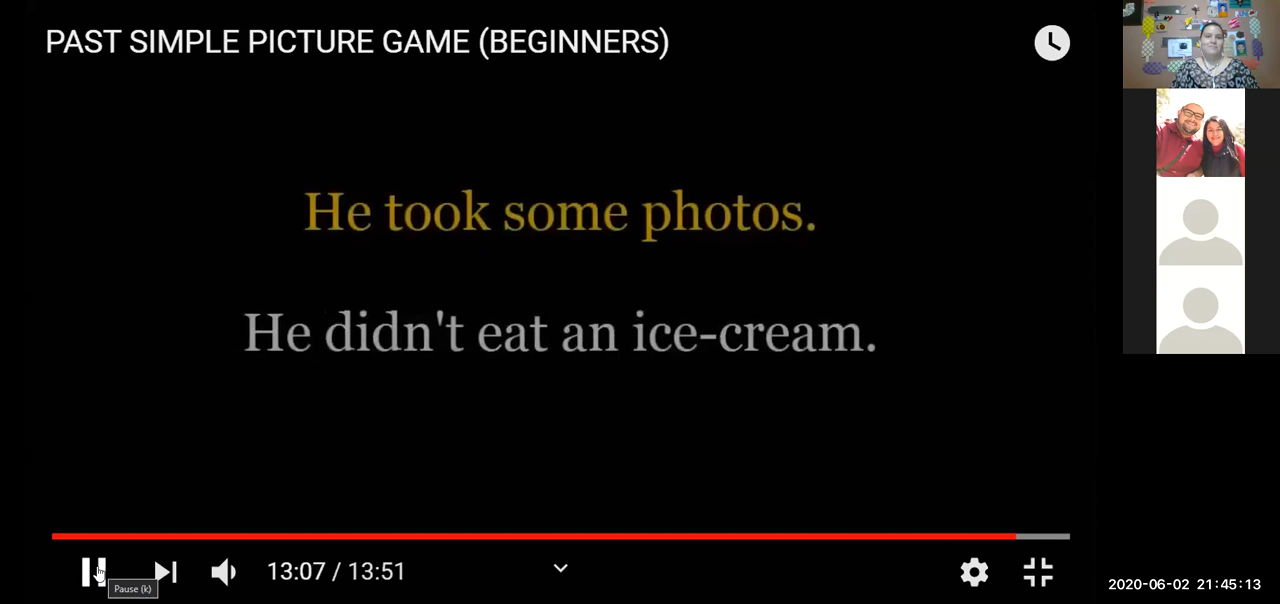 PAST SIMPLE PICTURE GAME (BEGINNERS)
He took some photos.
He didn't eat an ice-cream.
13:07 / 13:51
Pause (k)
2020-06-02 21:45:13